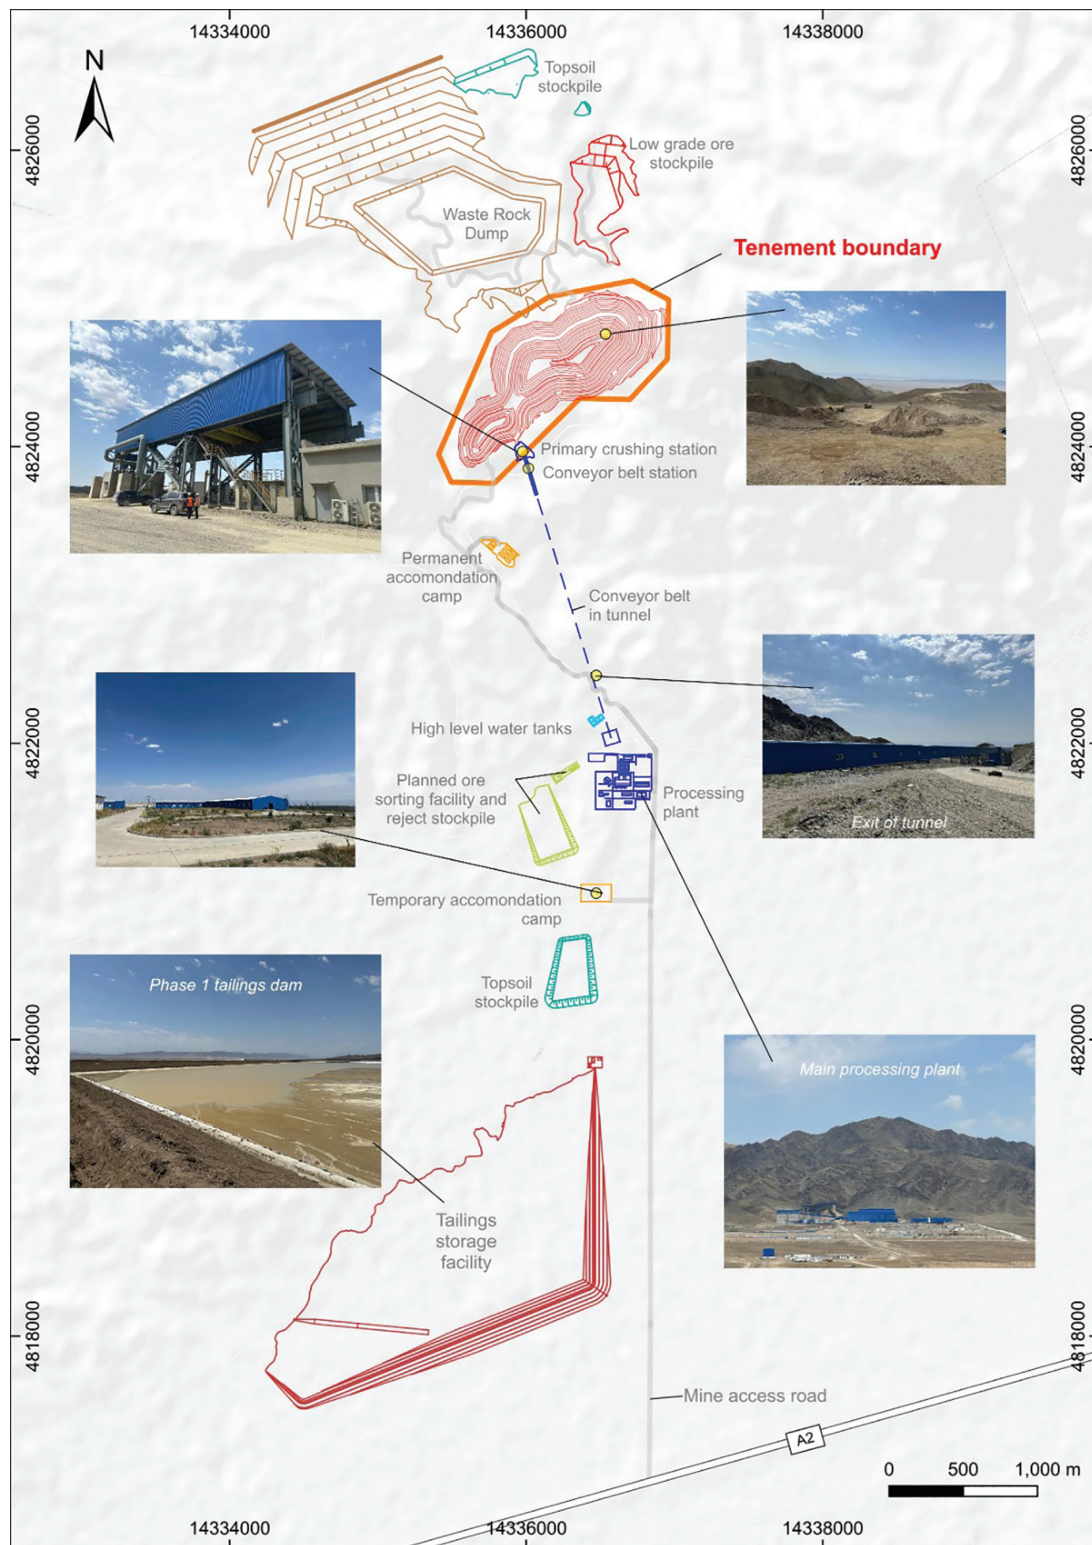 14334000
14336000
14338000
N
Topsoil
stockpile
4826000
4826000
Low grade ore
stockpile
Waste Rock
Dump
Tenement boundary
4824000
4824000
Primary crushing station
Conveyor belt station
Permanent
accomondation
camp
Conveyor belt
in tunnel
4822000
4822000
High level water tanks
Planned ore
sorting facility and
reject stockpile
Processing
plant
Exit of tunnel
Temporary accomondation
camp
Topsoil
stockpile
Phase 1 tailings dam
4820000
4820000
Main processing plant
Tailings
storage
facility
4818000
4818000
Mine access road
A2
0 500 1,000 m
14334000
14336000
14338000